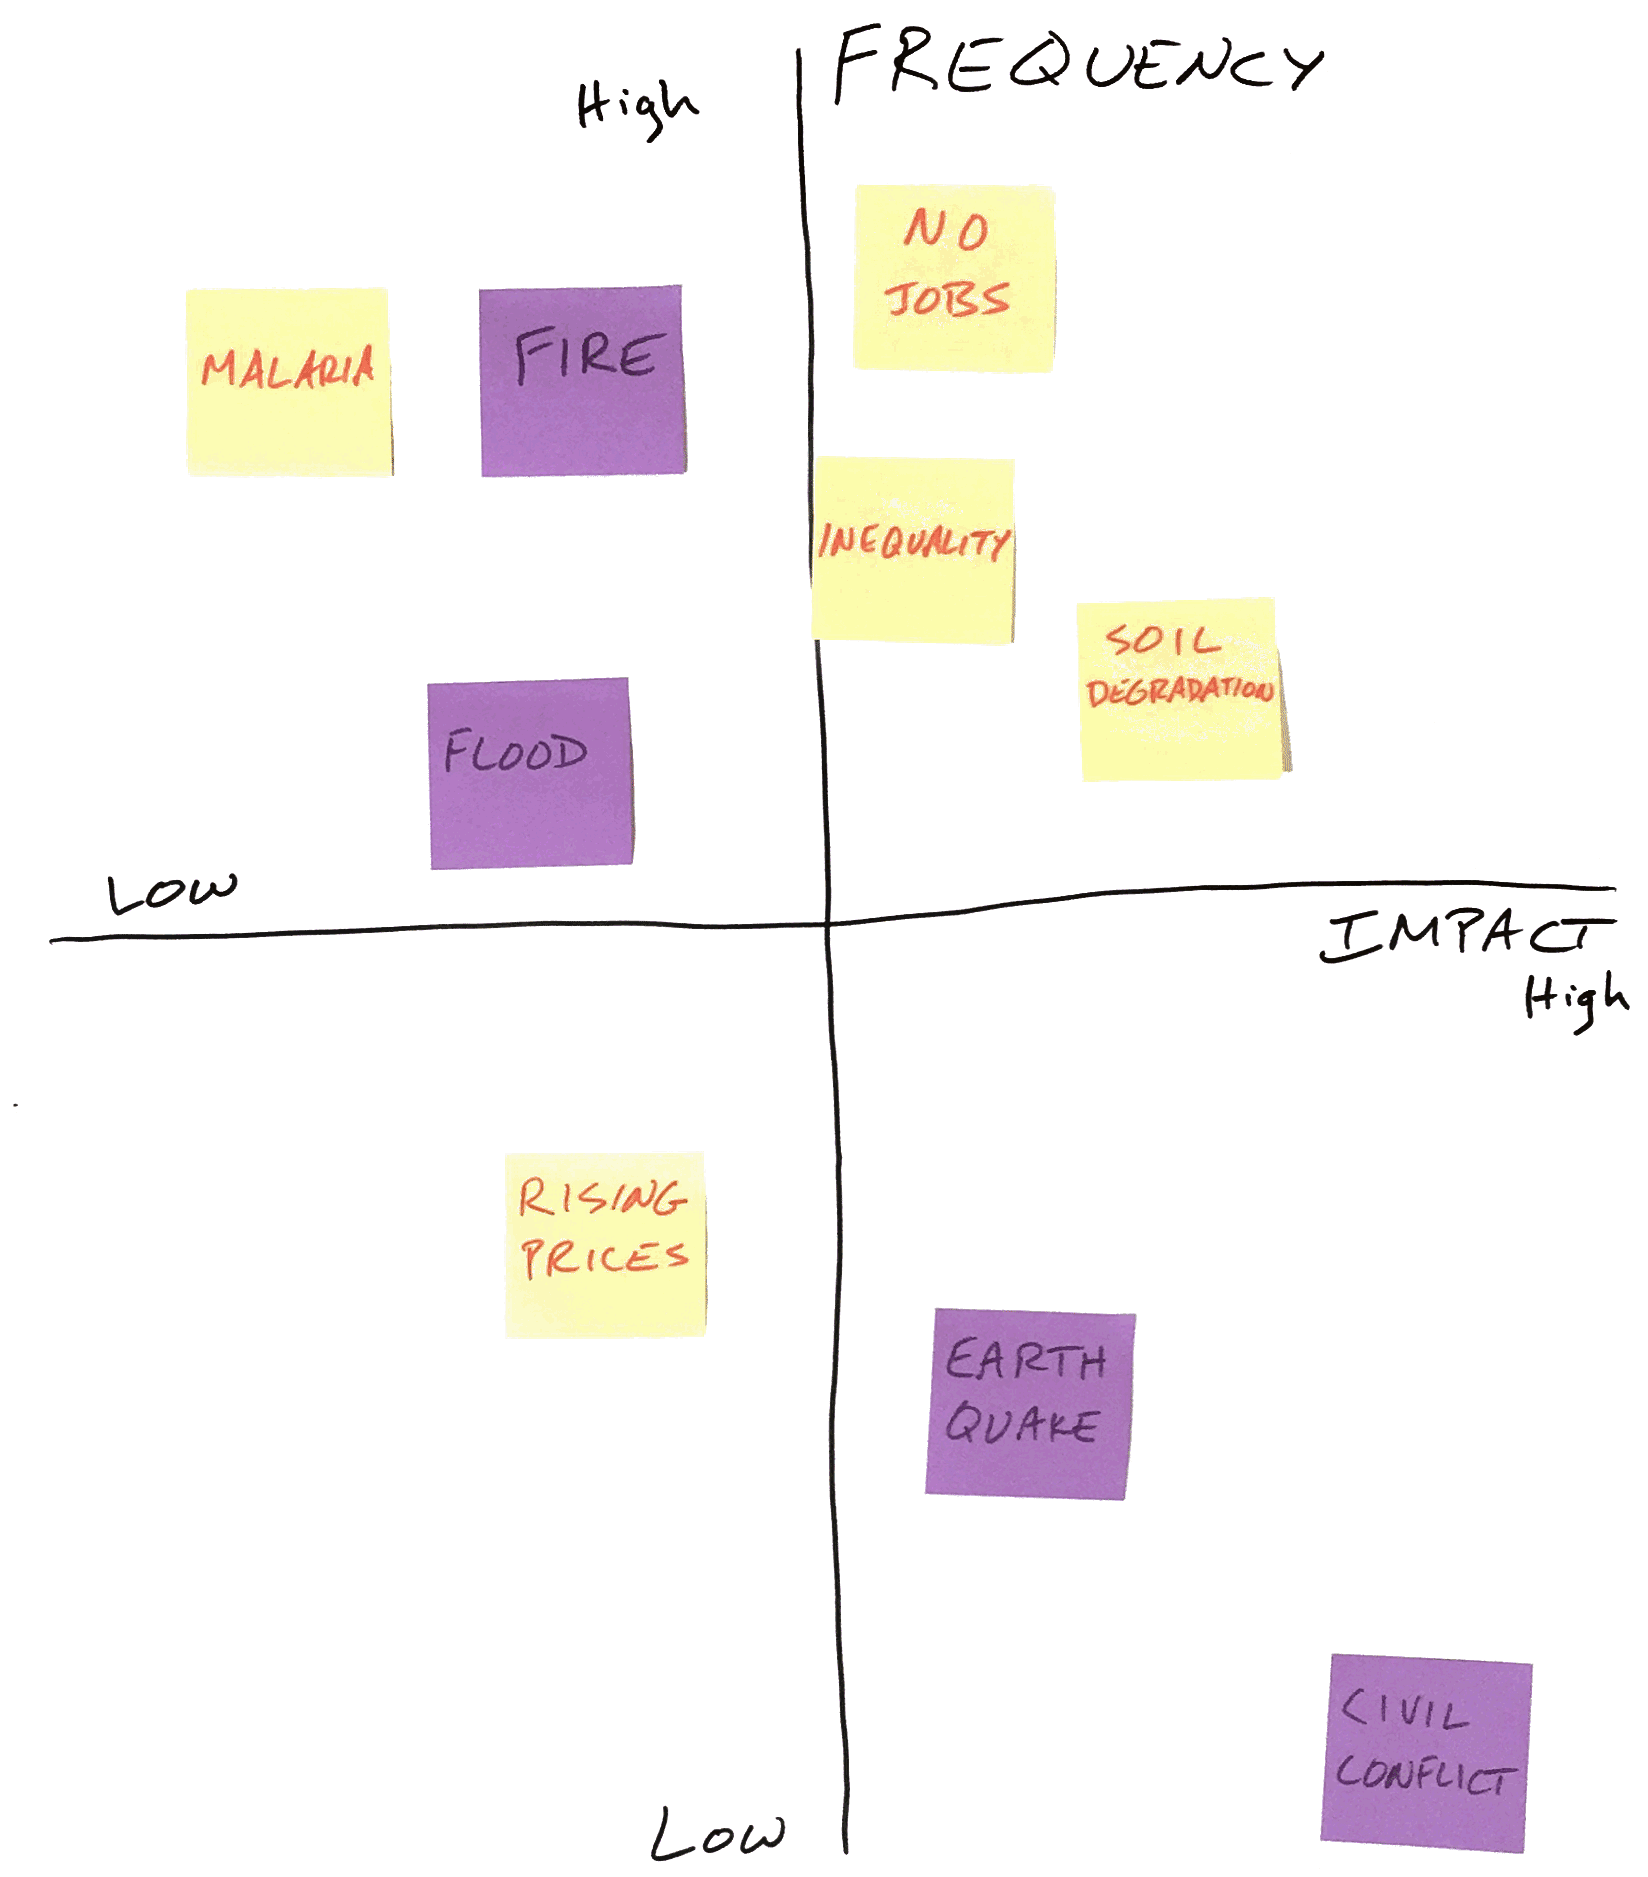 FREQUENCY
High
NO
JOBS
MALARIA
FIRE
INEQUALITY
SOIL
DEGRADATION
FLOOD
LOW
IMPACT
High
RISING
PRICES
EARTH
QUAKE
CIVIL
CONFLICT
LOW